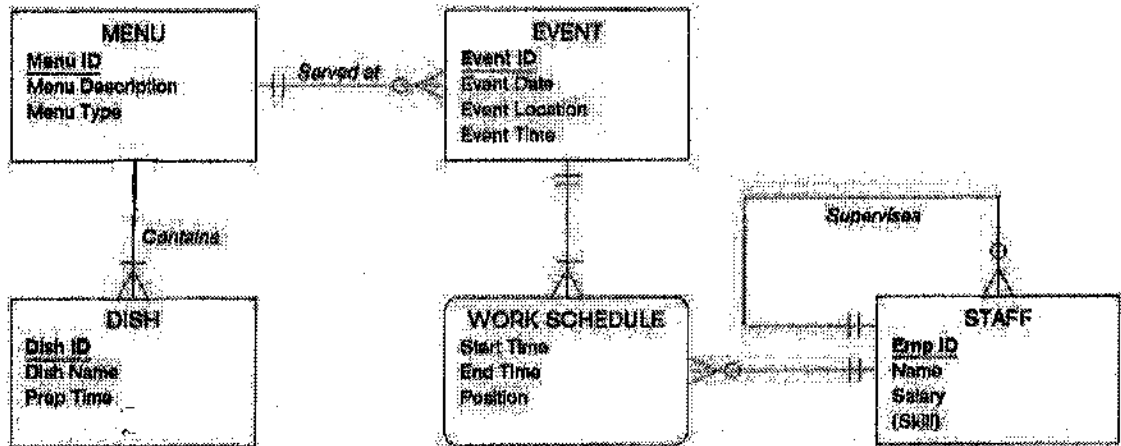 MENU
Menu ID
Menu Description
Menu Type
Served at
EVENT
Event ID
Event Date
Event Location
Event Time
Contains
Supervises
DISH
Dish ID
Dish Name
Prep Time
WORK SCHEDULE
Start Time
End Time
Position
STAFF
Emp ID
Name
Salary
(Skill)